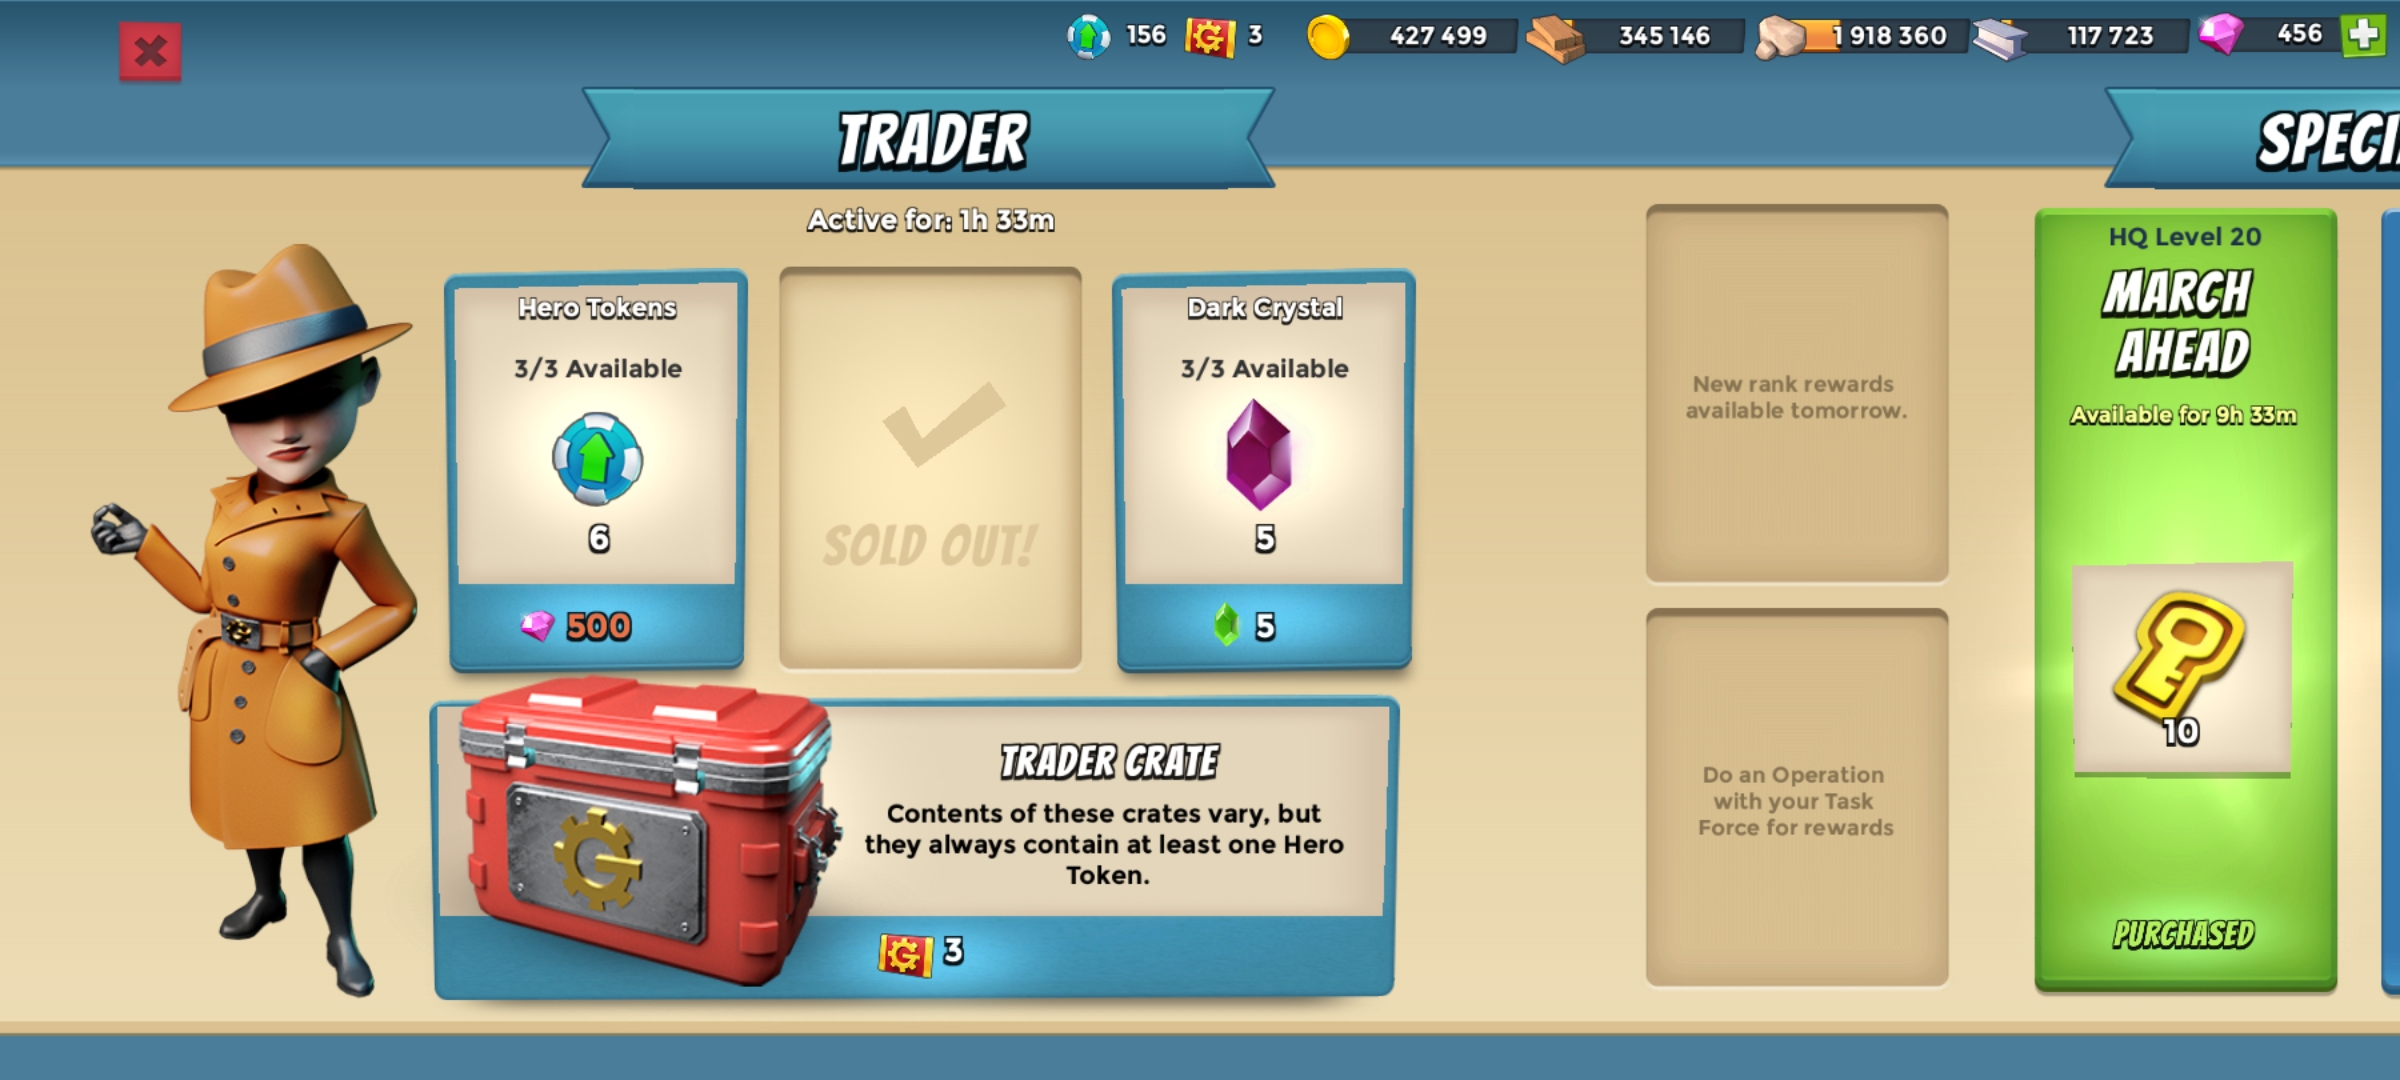 156 3 427 499 345 146 1 918 360 117 723 456
TRADER
Active for: 1h 33m
Hero Tokens
3/3 Available
6
500
SOLD OUT!
Dark Crystal
3/3 Available
5
5
TRADER CRATE
Contents of these crates vary, but
they always contain at least one Hero
Token.
3
New rank rewards
available tomorrow.
Do an Operation
with your Task
Force for rewards
SPECI
HQ Level 20
MARCH
AHEAD
Available for 9h 33m
10
PURCHASED